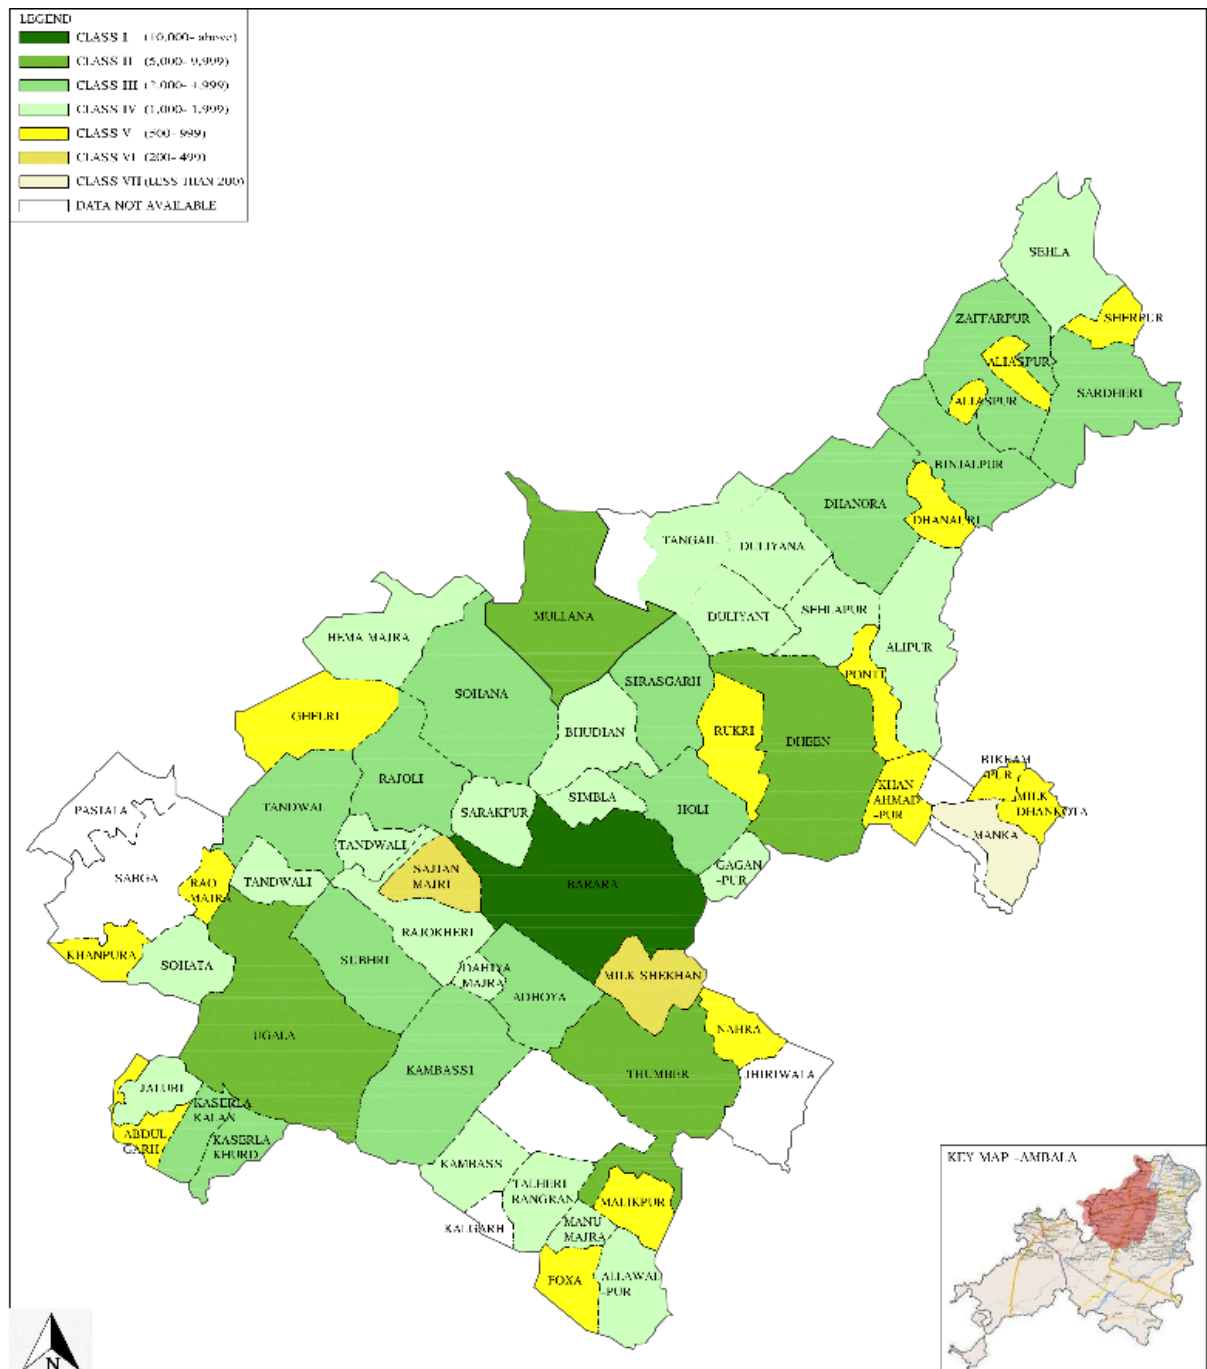 LEGEND
CLASS I (10,000- above)
CLASS II (5,000- 9,999)
CLASS III (2,000- 4,999)
CLASS IV (1,000- 1,999)
CLASS V (500- 999)
CLASS VI (200- 499)
CLASS VII (LESS THAN 200)
DATA NOT AVAILABLE
SEHLA
ZAFFARPUR
SHERPUR
ALIASPUR
SARDHERI
ALIASPUR
BINJALPUR
DHANORA
DHANAURI
TANGAIL
DULIYANA
MULLANA
DULIYANI
SEHLAPUR
HEMA MAJRA
ALIPUR
PONTI
SIRASGARH
SOHANA
GHELRI
RUKRI
BHUDIAN
DHEEN
BIKRAM
-PUR
RAJOLI
KHAN
AHMAD
-PUR
MILK
DHANKOTA
PASTALA
TANDWAL
SARAKPUR
SIMBLA
HOLI
MANKA
TANDWALI
SABGA
RAO
MAJRA
TANDWALI
SAJJAN
MAJRI
BARARA
GAGAN
-PUR
KHANPURA
SOHATA
RAJOKHERI
SUBHRI
DAHIYA
MAJRA
MILK SHEKHAN
ADHOYA
UGALA
NAHRA
KAMBASSI
THUMBER
JHIRIWALA
JALUBI
KASERLA
KALAN
ABDUL
GARH
KASERLA
KHURD
KAMBASS
TALHERI
RANGRAN
MALIKPUR
KALGARH
MANU
MAJRA
FOXA
ALLAWAL
-PUR
KEY MAP -AMBALA
N